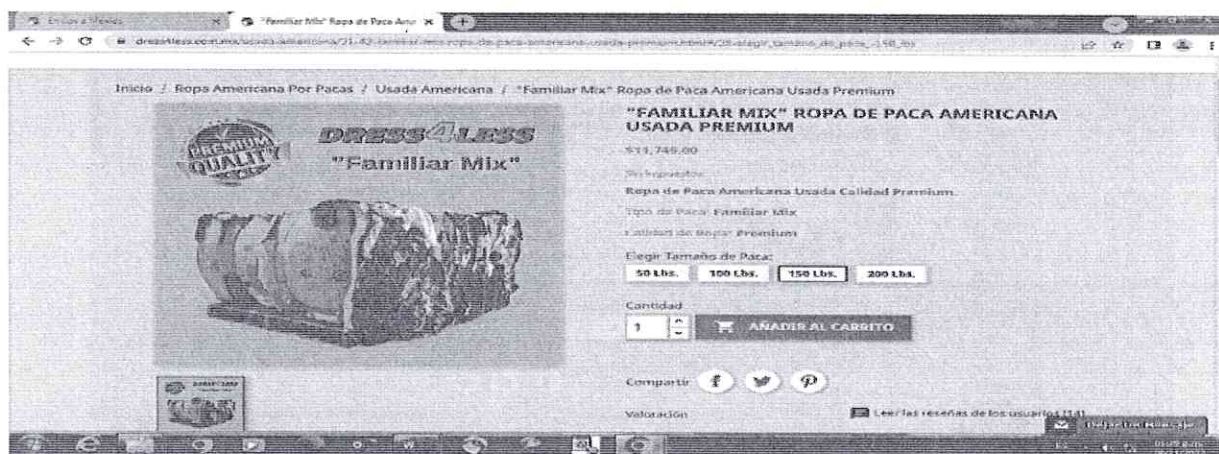 "Familiar Mix" Ropa de Paca Amer
Inicio / Ropa Americana Por Pacas / Usada Americana / "Familiar Mix" Ropa de Paca Americana Usada Premium
PREMIUM
QUALITY
DRESS4LESS
"Familiar Mix"
"FAMILIAR MIX" ROPA DE PACA AMERICANA
USADA PREMIUM
$11,749.00
Sin Impuestos
Ropa de Paca Americana Usada Calidad Premium.
Tipo de Paca: Familiar Mix
Calidad de Ropa: Premium
Elegir Tamaño de Paca:
50 Lbs. 100 Lbs. 150 Lbs. 200 Lbs.
Cantidad
1 AÑADIR AL CARRITO
Compartir
Valoración Leer las reseñas de los usuarios (14)